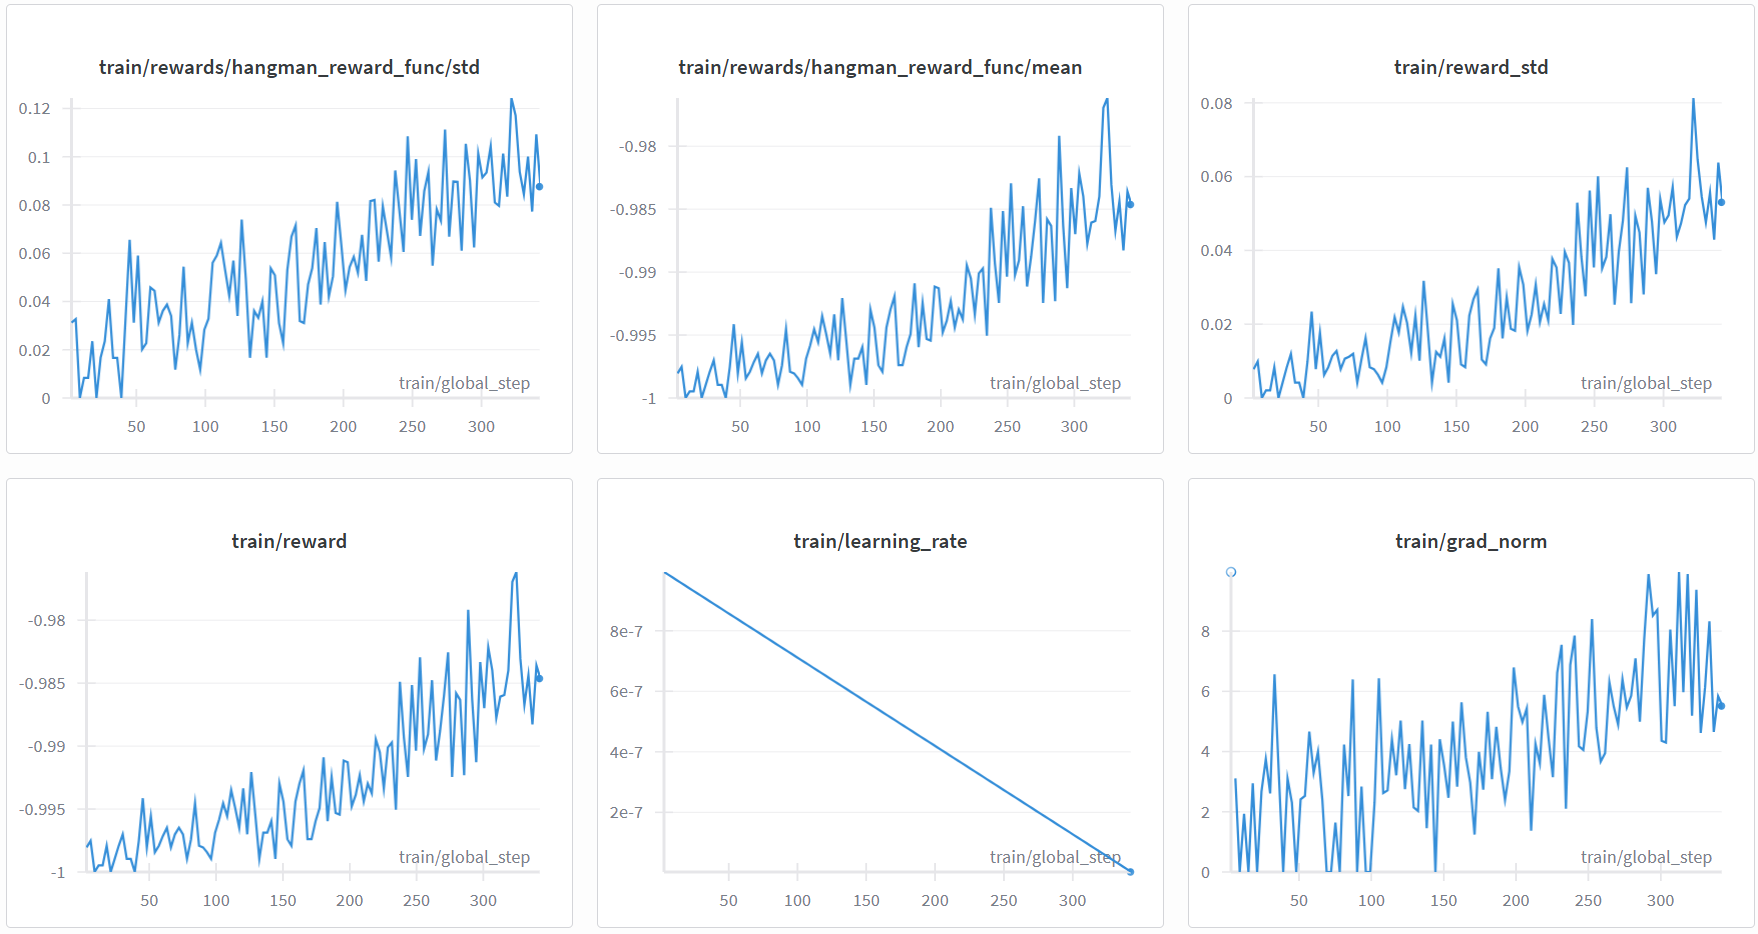 train/rewards/hangman_reward_func/std
0.12
0.1
0.08
0.06
0.04
0.02
0
train/global_step
50 100 150 200 250 300
train/rewards/hangman_reward_func/mean
-0.98
-0.985
-0.99
-0.995
-1
train/global_step
50 100 150 200 250 300
train/reward_std
0.08
0.06
0.04
0.02
0
train/global_step
50 100 150 200 250 300
train/reward
-0.98
-0.985
-0.99
-0.995
-1
train/global_step
50 100 150 200 250 300
train/learning_rate
8e-7
6e-7
4e-7
2e-7
train/global_step
50 100 150 200 250 300
train/grad_norm
8
6
4
2
0
train/global_step
50 100 150 200 250 300